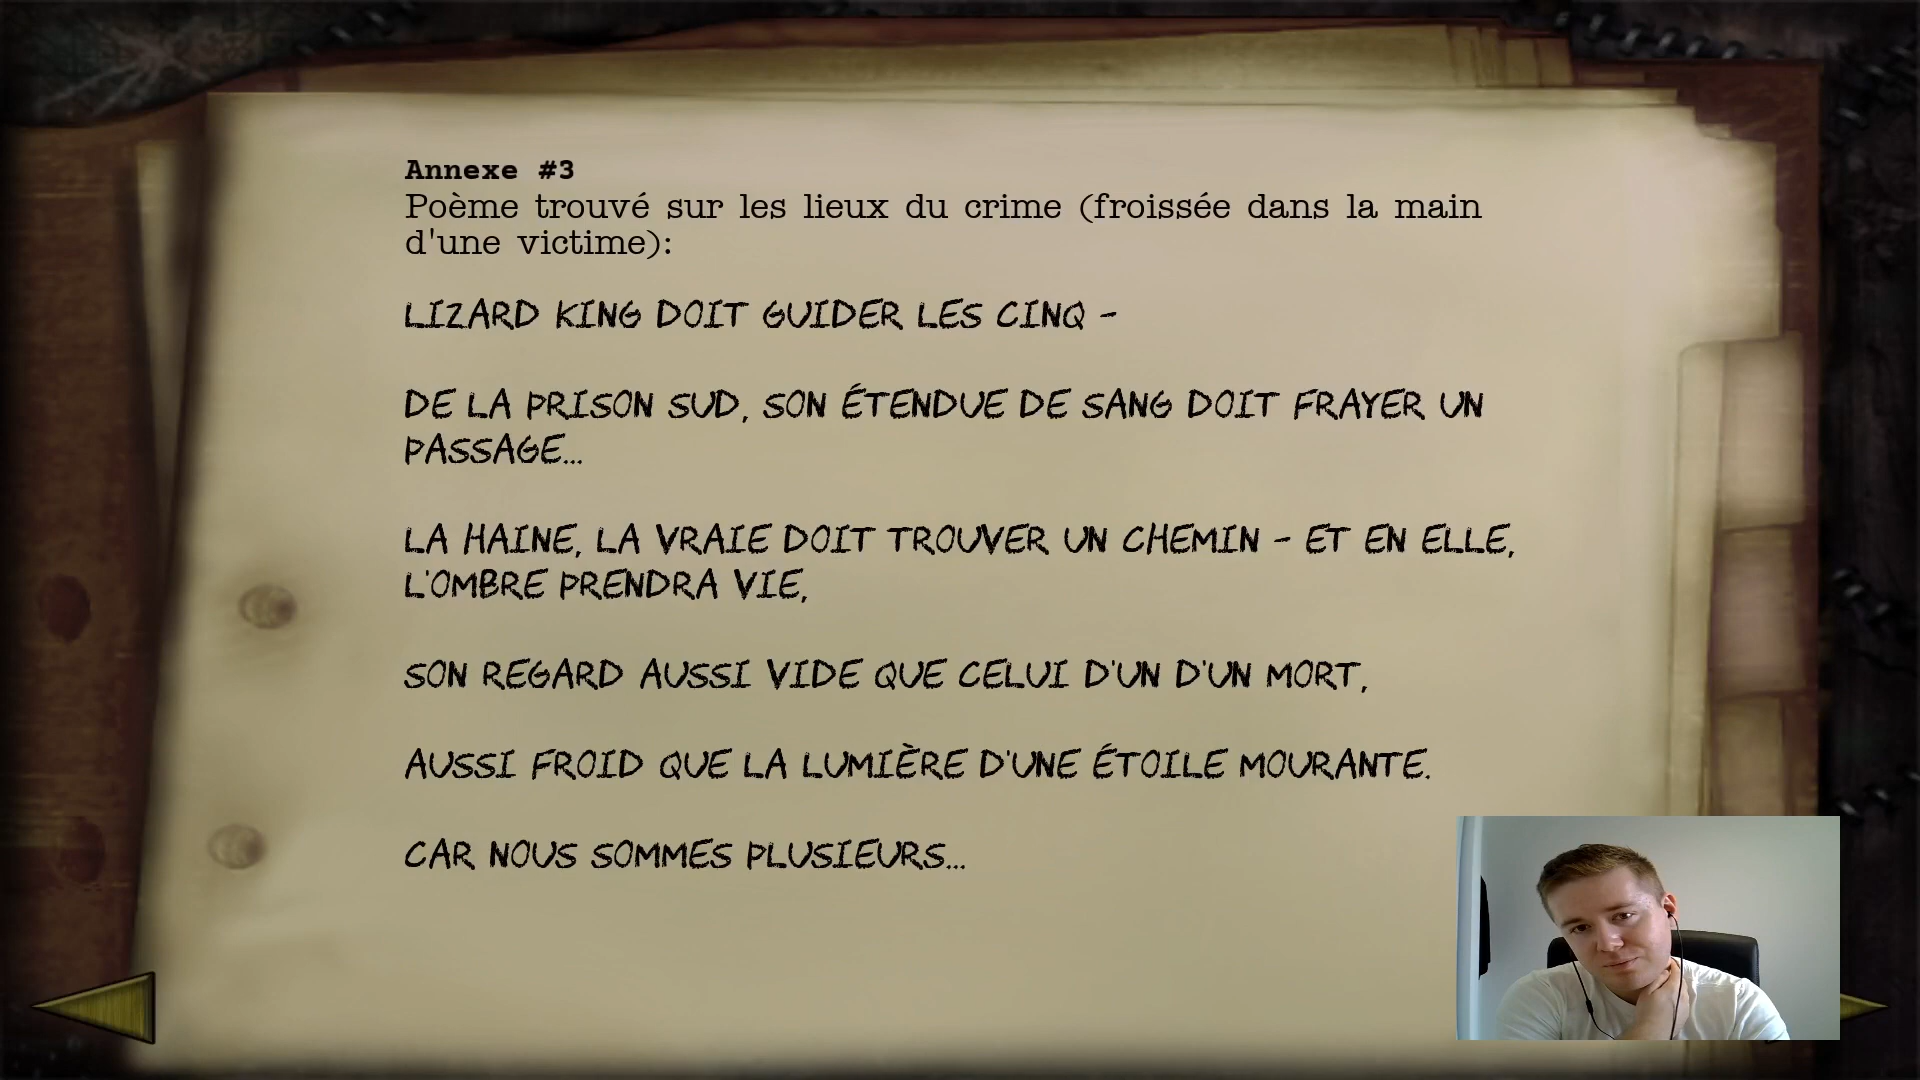 Annexe #3
Poème trouvé sur les lieux du crime (froissée dans la main
d'une victime):
LIZARD KING DOIT GUIDER LES CINQ -
DE LA PRISON SUD, SON ÉTENDUE DE SANG DOIT FRAYER UN
PASSAGE...
LA HAINE, LA VRAIE DOIT TROUVER UN CHEMIN - ET EN ELLE,
L'OMBRE PRENDRA VIE,
SON REGARD AUSSI VIDE QUE CELUI D'UN D'UN MORT,
AUSSI FROID QUE LA LUMIÈRE D'UNE ÉTOILE MOURANTE.
CAR NOUS SOMMES PLUSIEURS...